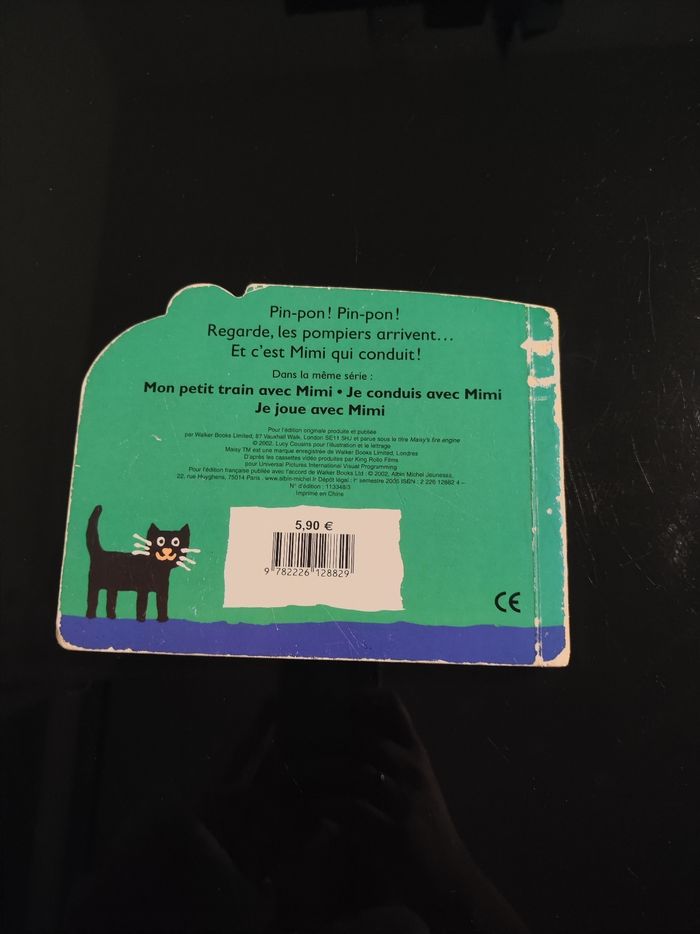 Pin-pon! Pin-pon!
Regarde, les pompiers arrivent...
Et c'est Mimi qui conduit!
Dans la même série :
Mon petit train avec Mimi • Je conduis avec Mimi
Je joue avec Mimi
Pour l'édition originale produite et publiée
par Walker Books Limited, 87 Vauxhall Walk, London SE11 5HJ et parue sous le titre Maisy's fire engine
© 2002, Lucy Cousins pour l'illustration et le lettrage
Maisy TM est une marque enregistrée de Walker Books Limited, Londres
D'après les cassettes vidéo produites par King Rollo Films
pour Universal Pictures International Visual Programming
Pour l'édition française publiée avec l'accord de Walker Books Ltd : © 2002, Albin Michel Jeunesse,
22, rue Huyghens, 75014 Paris . www.albin-michel.fr Dépôt légal : semestre ISBN : 2 226 12882 4 –
N° d'édition : 113348/3
Imprimé en Chine
5,90 €
9 782226 128829
CE